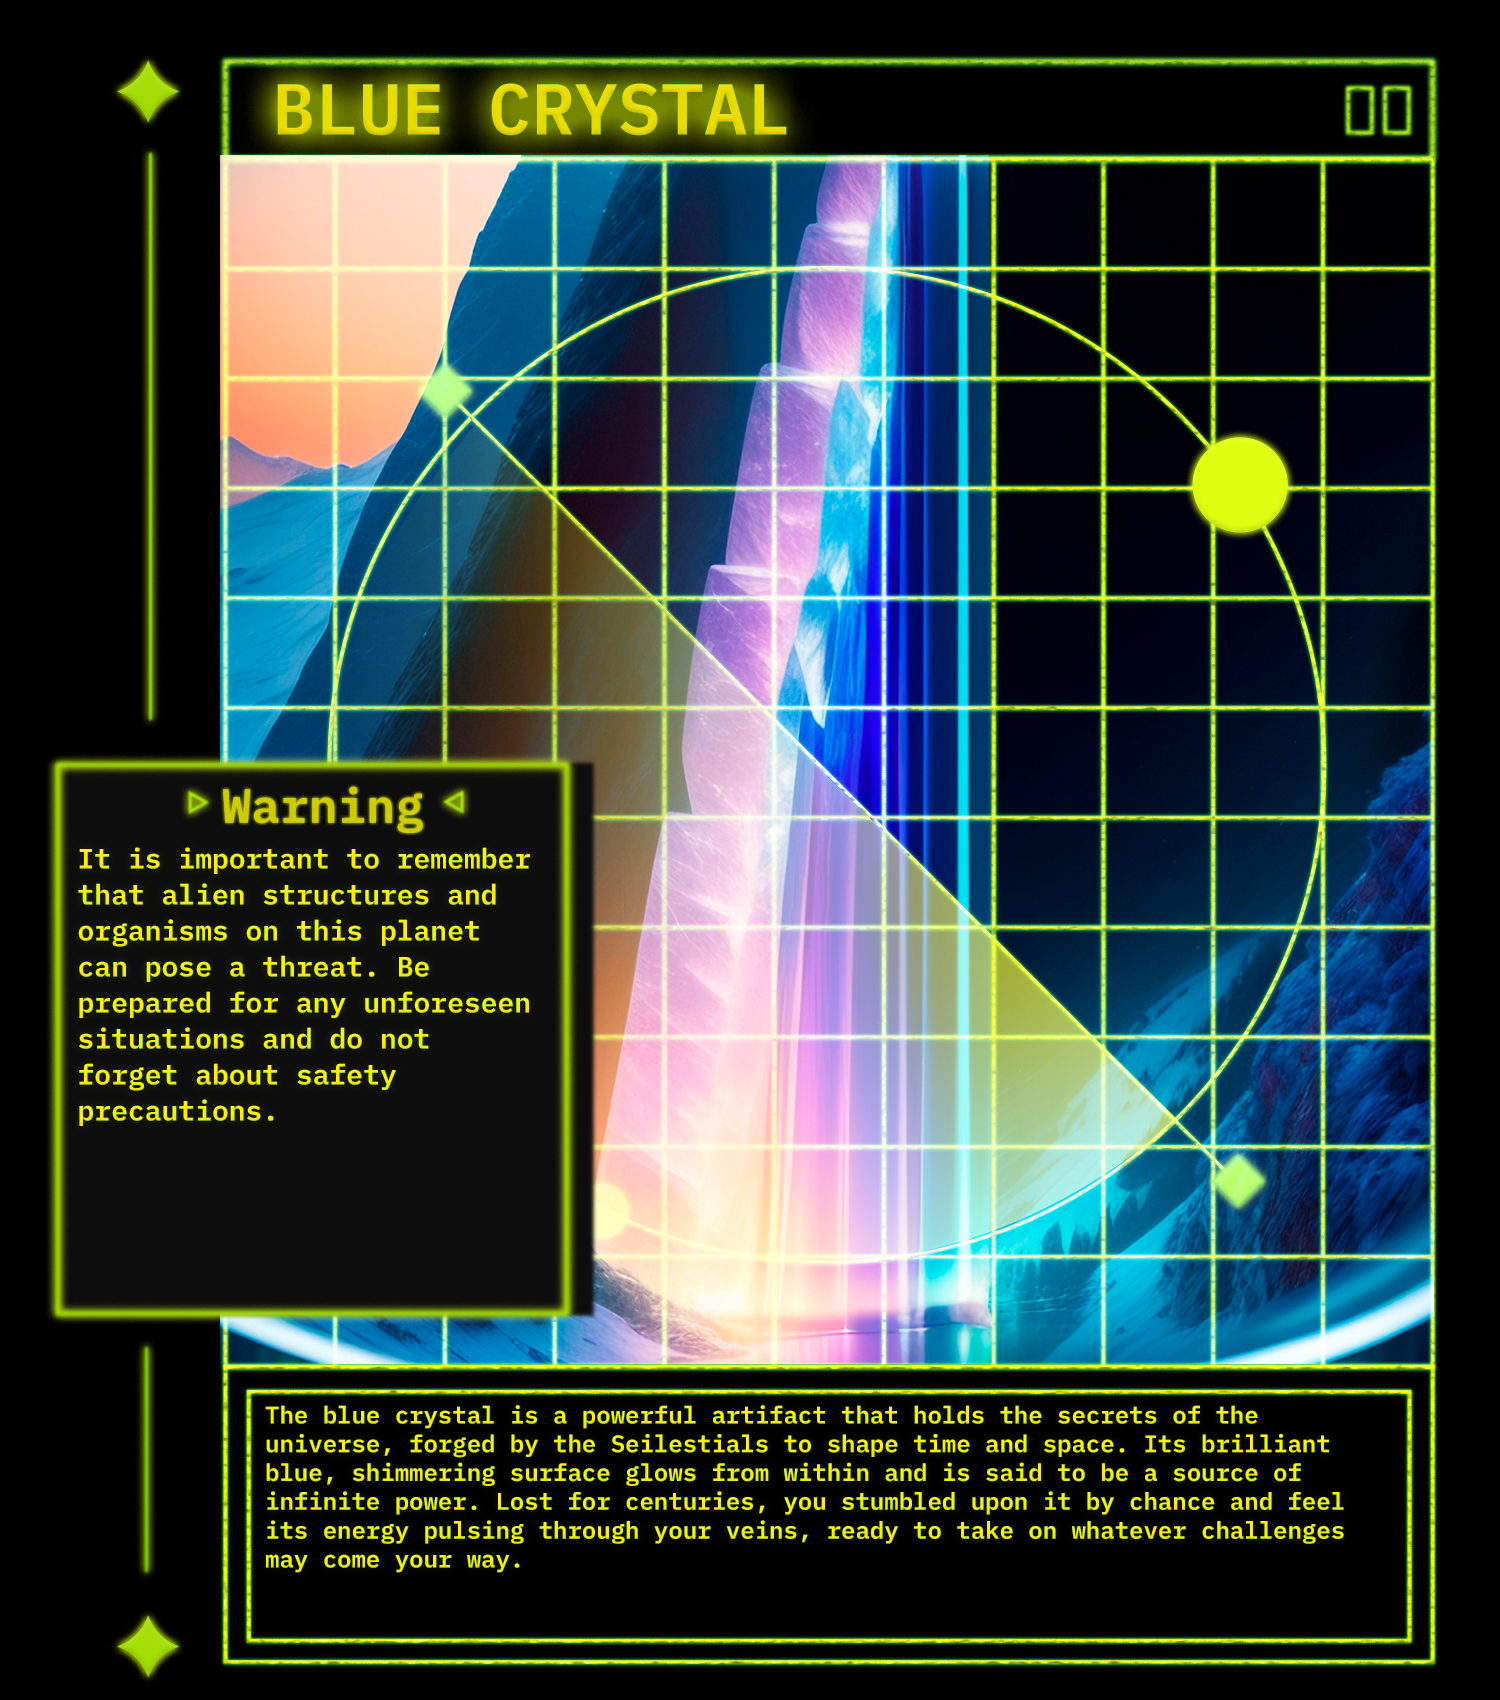 BLUE CRYSTAL
Warning
It is important to remember
that alien structures and
organisms on this planet
can pose a threat. Be
prepared for any unforeseen
situations and do not
forget about safety
precautions.
The blue crystal is a powerful artifact that holds the secrets of the
universe, forged by the Seilestials to shape time and space. Its brilliant
blue, shimmering surface glows from within and is said to be a source of
infinite power. Lost for centuries, you stumbled upon it by chance and feel
its energy pulsing through your veins, ready to take on whatever challenges
may come your way.